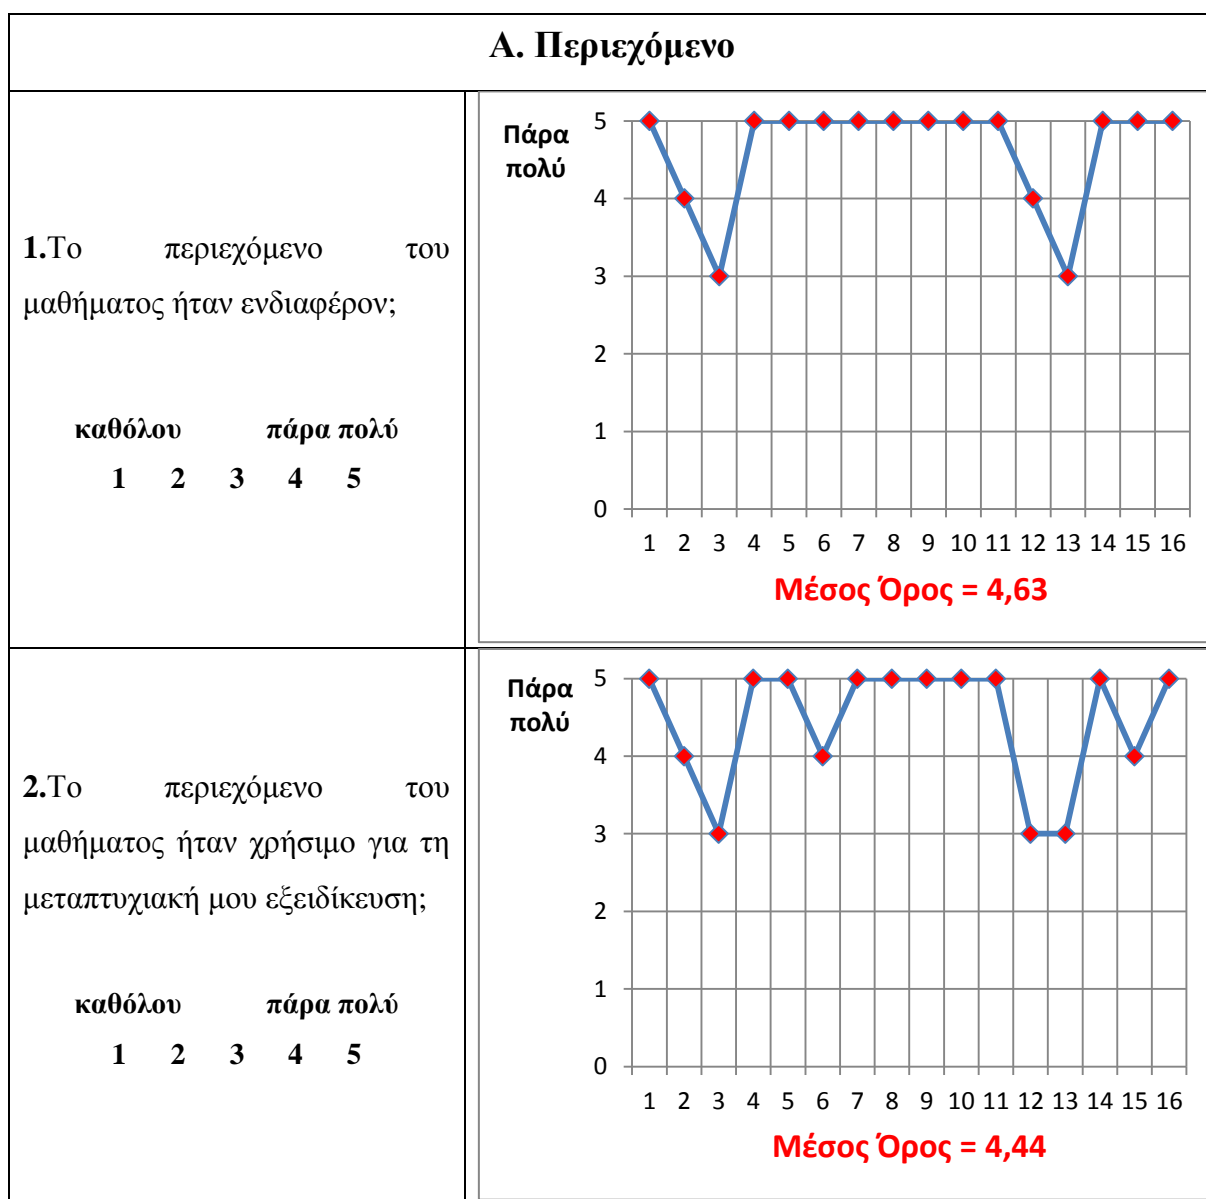 Α. Περιεχόμενο
1.Το περιεχόμενο του
μαθήματος ήταν ενδιαφέρον;
καθόλου πάρα πολύ
1 2 3 4 5
Πάρα
πολύ
5
4
3
2
1
0
1 2 3 4 5 6 7 8 9 10 11 12 13 14 15 16
Μέσος Όρος = 4,63
2.Το περιεχόμενο του
μαθήματος ήταν χρήσιμο για τη
μεταπτυχιακή μου εξειδίκευση;
καθόλου πάρα πολύ
1 2 3 4 5
Πάρα
πολύ
5
4
3
2
1
0
1 2 3 4 5 6 7 8 9 10 11 12 13 14 15 16
Μέσος Όρος = 4,44